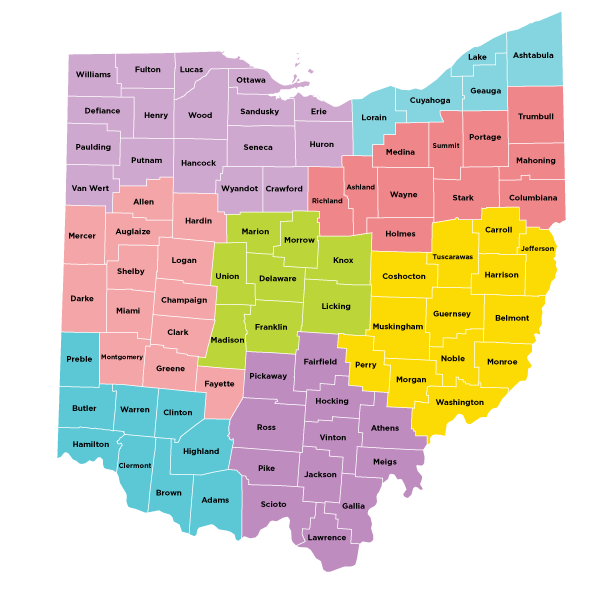 Williams
Fulton
Lucas
Ottawa
Lake
Ashtabula
Geauga
Cuyahoga
Defiance
Henry
Wood
Sandusky
Erie
Lorain
Trumbull
Paulding
Putnam
Hancock
Seneca
Huron
Medina
Summit
Portage
Mahoning
Van Wert
Wyandot
Crawford
Richland
Ashland
Wayne
Stark
Columbiana
Allen
Hardin
Marion
Morrow
Holmes
Carroll
Mercer
Auglaize
Logan
Knox
Tuscarawas
Jefferson
Shelby
Union
Delaware
Coshocton
Harrison
Darke
Miami
Champaign
Licking
Guernsey
Belmont
Clark
Madison
Franklin
Muskingum
Preble
Montgomery
Greene
Fayette
Pickaway
Fairfield
Perry
Noble
Monroe
Morgan
Butler
Warren
Clinton
Hocking
Washington
Hamilton
Clermont
Highland
Ross
Vinton
Athens
Brown
Adams
Pike
Jackson
Meigs
Scioto
Gallia
Lawrence